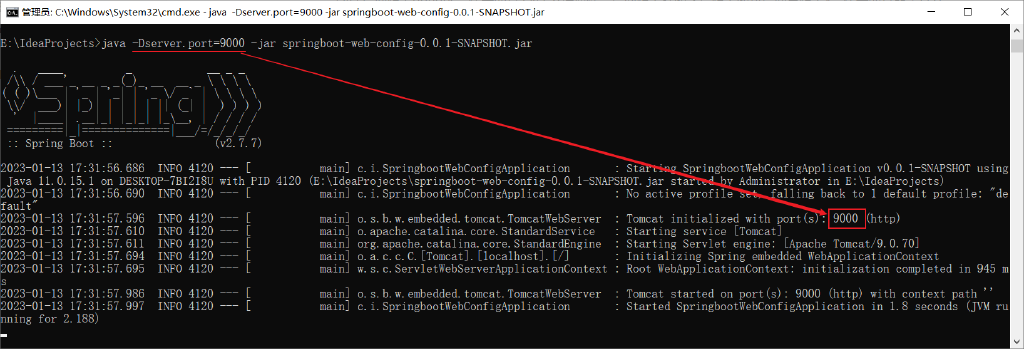 管理员: C:\Windows\System32\cmd.exe - java -Dserver.port=9000 -jar springboot-web-config-0.0.1-SNAPSHOT.jar
E:\IdeaProjects>java -Dserver.port=9000 -jar springboot-web-config-0.0.1-SNAPSHOT.jar
:: Spring Boot :: (v2.7.7)
2023-01-13 17:31:56.686 INFO 4120 --- [ main] c.i.SpringbootWebConfigApplication : Starting SpringbootWebConfigApplication v0.0.1-SNAPSHOT using
Java 11.0.15.1 on DESKTOP-7BI2I8U with PID 4120 (E:\IdeaProjects\springboot-web-config-0.0.1-SNAPSHOT.jar started by Administrator in E:\IdeaProjects)
2023-01-13 17:31:56.690 INFO 4120 --- [ main] c.i.SpringbootWebConfigApplication : No active profile set, falling back to 1 default profile: "de
fault"
2023-01-13 17:31:57.596 INFO 4120 --- [ main] o.s.b.w.embedded.tomcat.TomcatWebServer : Tomcat initialized with port(s): 9000 (http)
2023-01-13 17:31:57.610 INFO 4120 --- [ main] o.apache.catalina.core.StandardService : Starting service [Tomcat]
2023-01-13 17:31:57.611 INFO 4120 --- [ main] org.apache.catalina.core.StandardEngine : Starting Servlet engine: [Apache Tomcat/9.0.70]
2023-01-13 17:31:57.694 INFO 4120 --- [ main] o.a.c.c.C.[Tomcat].[localhost].[/] : Initializing Spring embedded WebApplicationContext
2023-01-13 17:31:57.695 INFO 4120 --- [ main] w.s.c.ServletWebServerApplicationContext : Root WebApplicationContext: initialization completed in 945 m
s
2023-01-13 17:31:57.986 INFO 4120 --- [ main] o.s.b.w.embedded.tomcat.TomcatWebServer : Tomcat started on port(s): 9000 (http) with context path ''
2023-01-13 17:31:57.997 INFO 4120 --- [ main] c.i.SpringbootWebConfigApplication : Started SpringbootWebConfigApplication in 1.8 seconds (JVM ru
nning for 2.188)